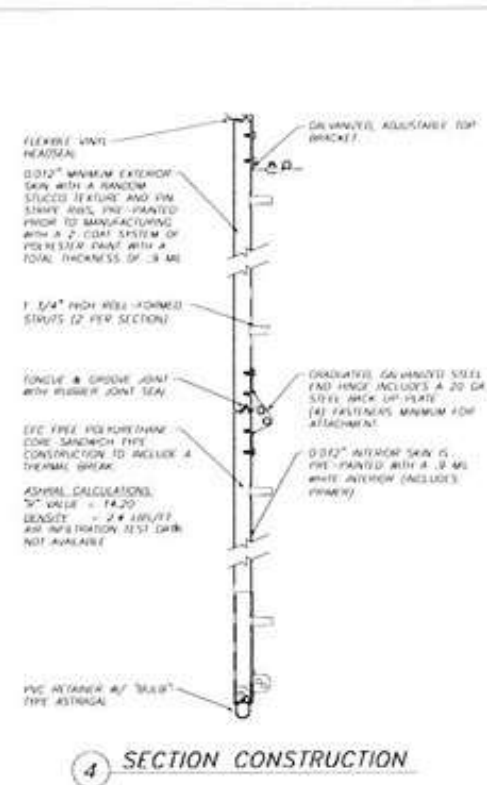 FLEXIBLE VINYL
HEADSEAL
0.012" MINIMUM EXTERIOR
SKIN WITH A RANDOM
STUCCO TEXTURE AND PIN
STRIPE RIBS, PRE-PAINTED
PRIOR TO MANUFACTURING
WITH A 2 COAT SYSTEM OF
POLYESTER PAINT WITH A
TOTAL THICKNESS OF .9 MIL
1 3/4" HIGH ROLL-FORMED
STRUTS (2 PER SECTION)
TONGUE & GROOVE JOINT
WITH RUBBER JOINT SEAL
CFC FREE POLYURETHANE
CORE-SANDWICH TYPE
CONSTRUCTION TO INCLUDE A
THERMAL BREAK
ASHRAE CALCULATIONS:
"R" VALUE = 14.20
DENSITY = 2.4 LBS/FT
AIR INFILTRATION TEST DATA
NOT AVAILABLE
PVC RETAINER W/ "BULB"
TYPE ASTRAGAL
GALVANIZED, ADJUSTABLE TOP
BRACKET
GRADUATED, GALVANIZED STEEL
END HINGE INCLUDES A 20 GA
STEEL BACK UP PLATE
(4) FASTENERS MINIMUM FOR
ATTACHMENT
0.012" INTERIOR SKIN IS
PRE-PAINTED WITH A .9 MIL
WHITE INTERIOR (INCLUDES
PRIMER)
4 SECTION CONSTRUCTION